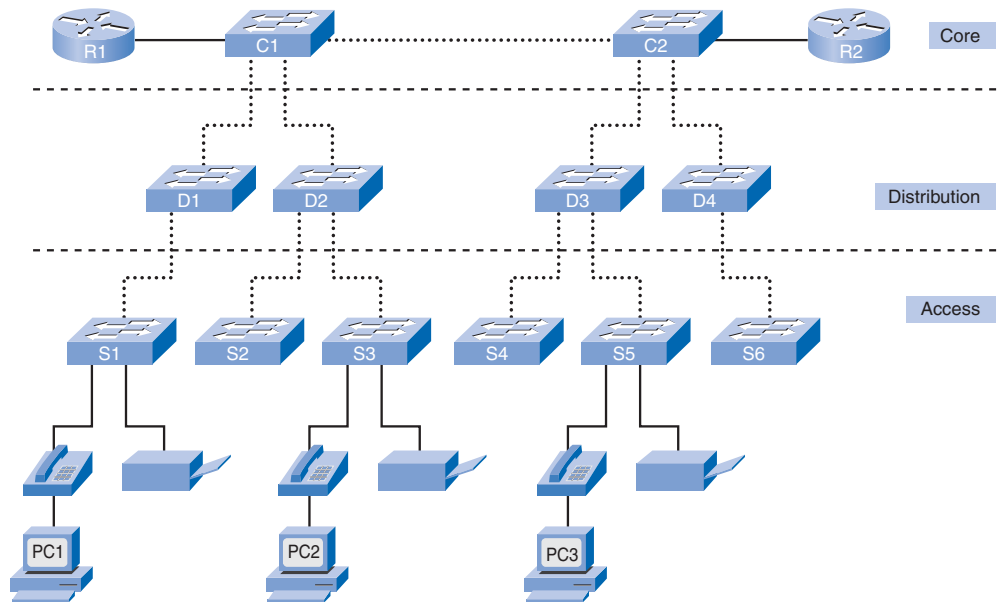 R1
C1
C2
R2
Core
D1
D2
D3
D4
Distribution
S1
S2
S3
S4
S5
S6
Access
PC1
PC2
PC3